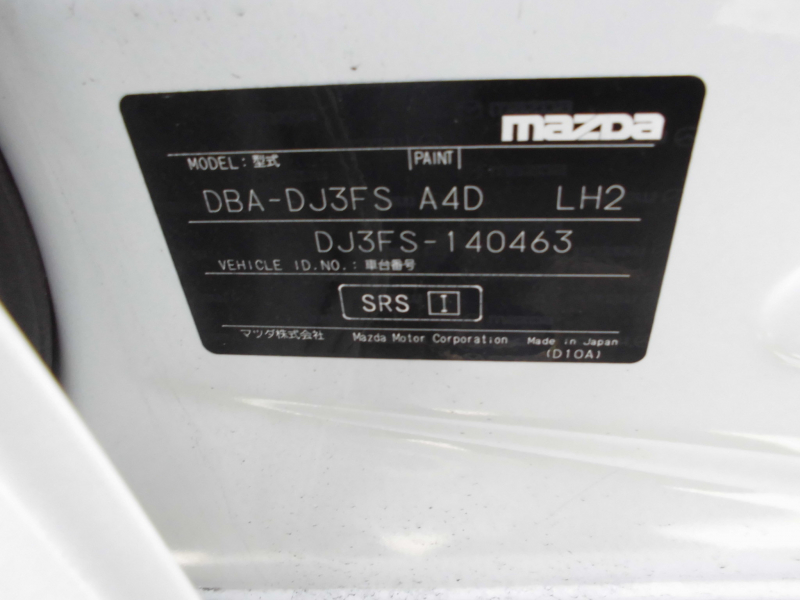 mazda
MODEL: 型式 PAINT
DBA-DJ3FS A4D LH2
DJ3FS-140463
VEHICLE ID.NO.: 車台番号
SRS I
マツダ株式会社 Mazda Motor Corporation Made in Japan
(D10A)